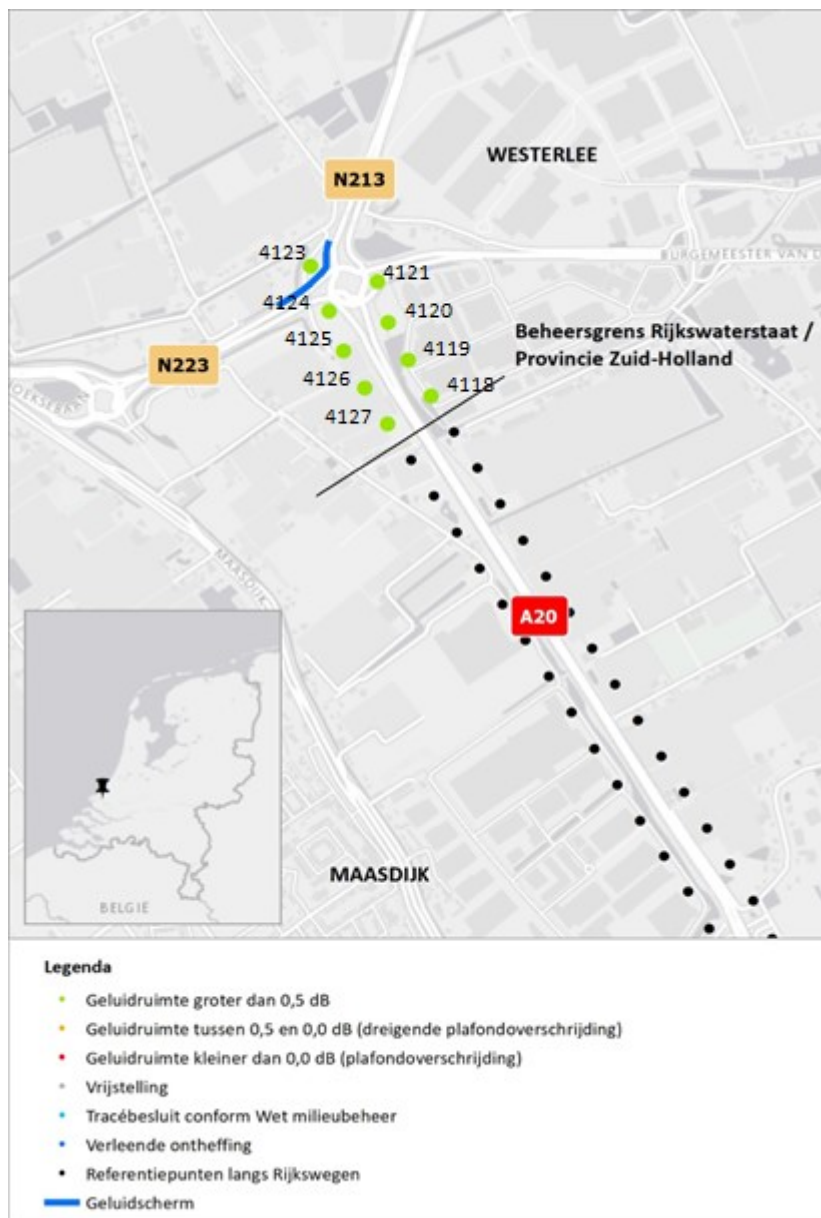 WESTERLEE
N213
4123
4121
BURGEMEESTER VAN D
4124
4120
4125
4119
Beheersgrens Rijkswaterstaat /
Provincie Zuid-Holland
N223
4126
4118
4127
MAASDIJK
A20
MAASDIJK
BELGIË
Legenda
Geluidruimte groter dan 0,5 dB
Geluidruimte tussen 0,5 en 0,0 dB (dreigende plafondoverschrijding)
Geluidruimte kleiner dan 0,0 dB (plafondoverschrijding)
Vrijstelling
Tracébesluit conform Wet milieubeheer
Verleende ontheffing
Referentiepunten langs Rijkswegen
Geluidscherm